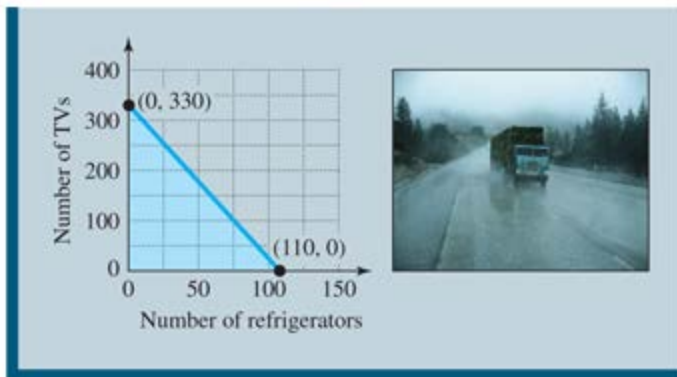 Number of TVs
400
(0, 330)
300
200
100
(110, 0)
0
0 50 100 150
Number of refrigerators